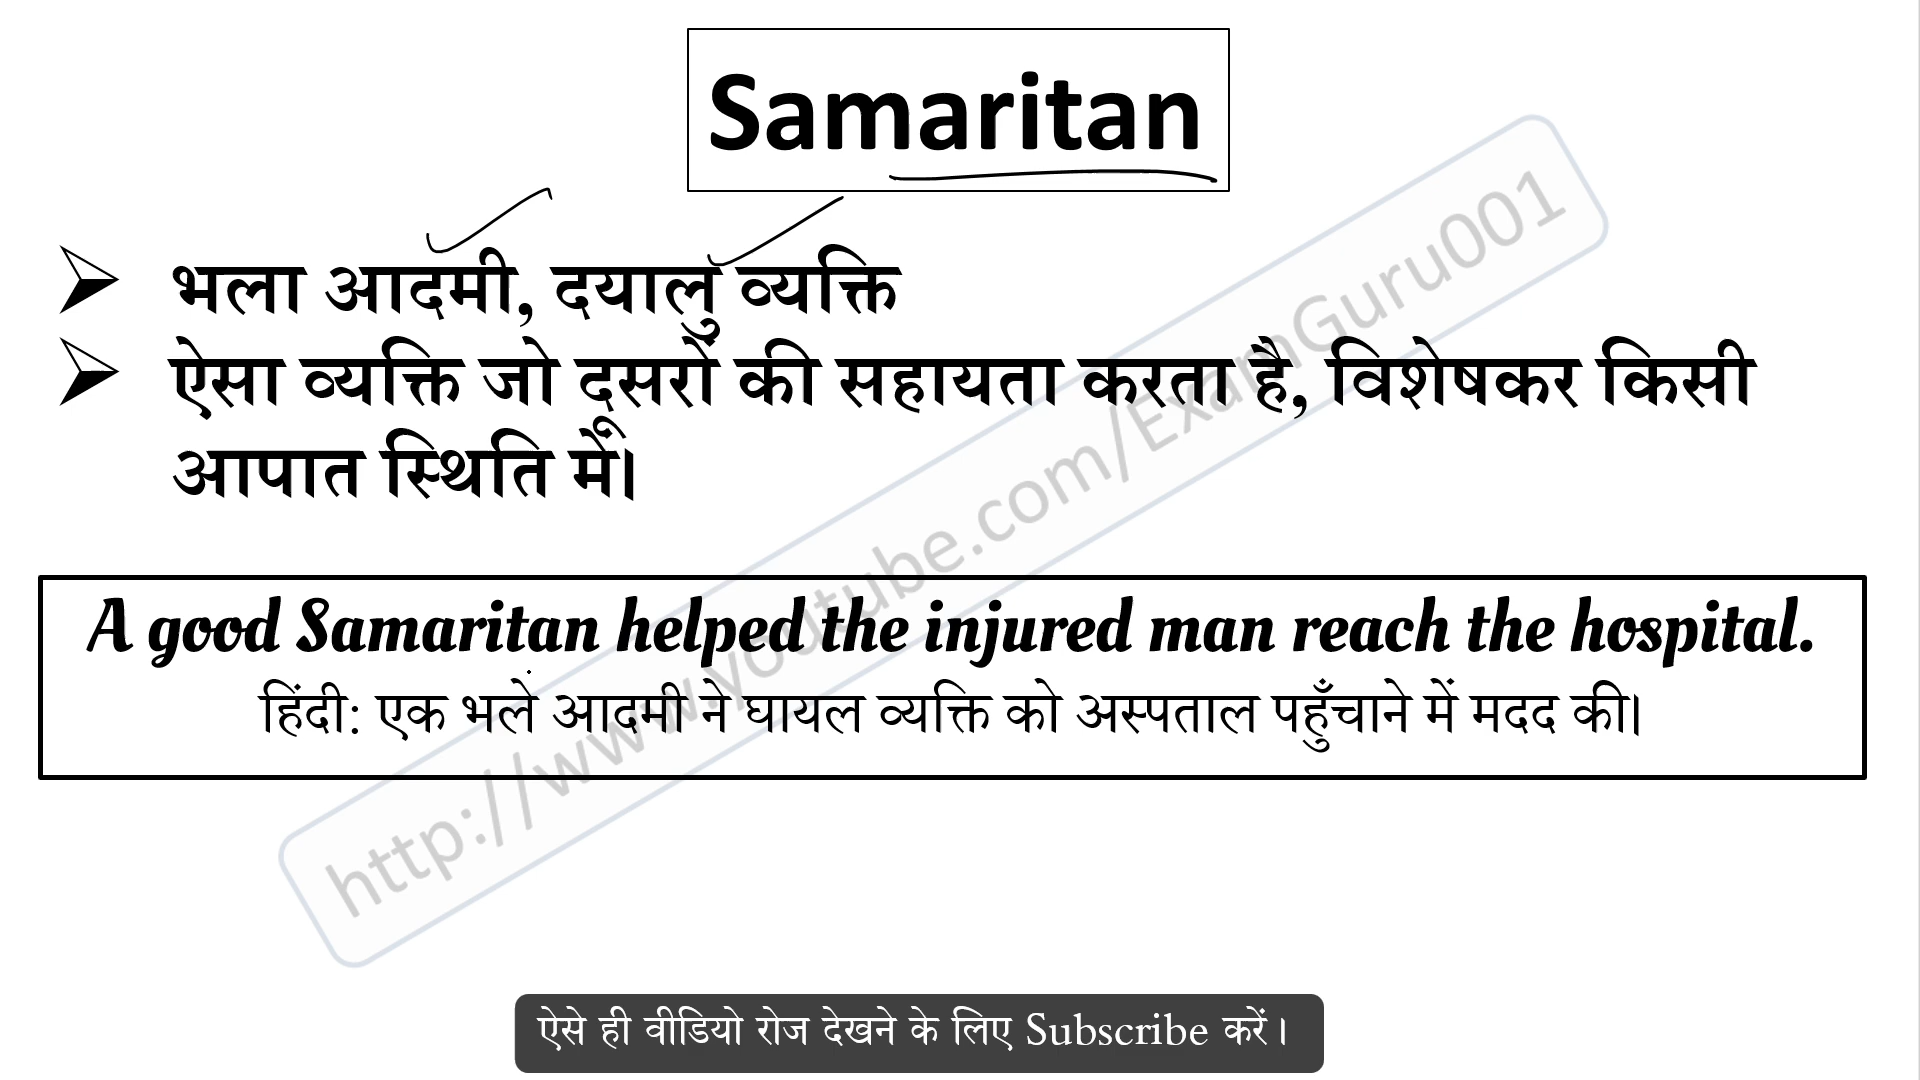 Samaritan
भला आदमी, दयालु व्यक्ति
ऐसा व्यक्ति जो दूसरों की सहायता करता है, विशेषकर किसी
आपात स्थिति में।
A good Samaritan helped the injured man reach the hospital.
हिंदी: एक भले आदमी ने घायल व्यक्ति को अस्पताल पहुँचाने में मदद की।
http://www.youtube.com/ExamGuru001
ऐसे ही वीडियो रोज देखने के लिए Subscribe करें।